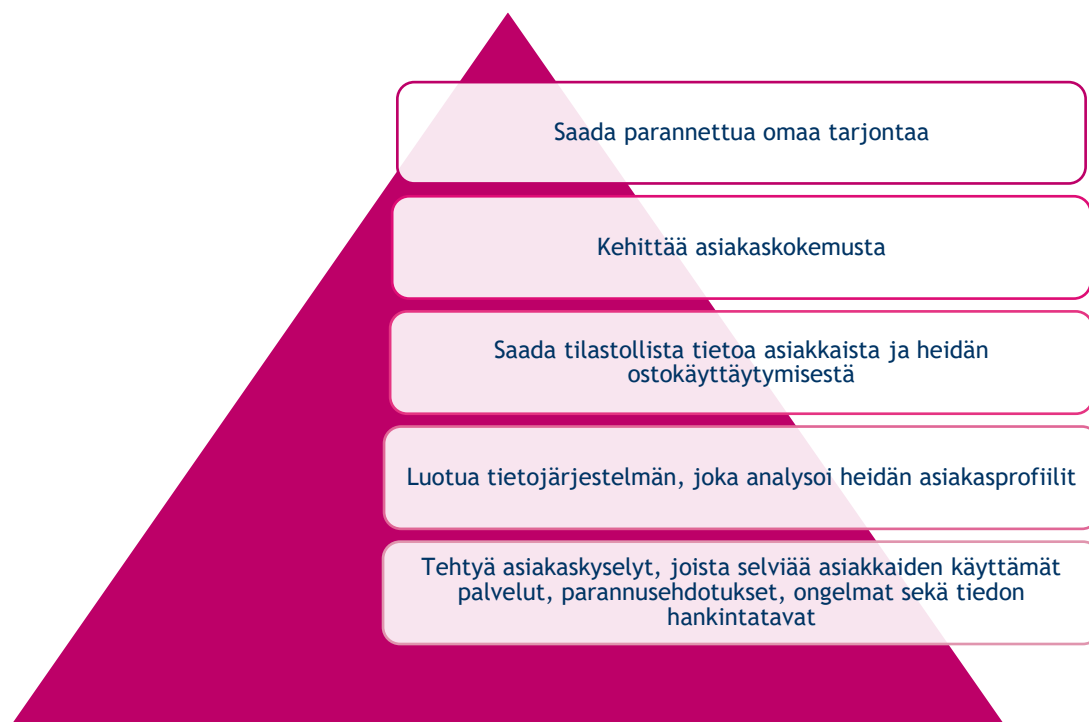 Saada parannettua omaa tarjontaa
Kehittää asiakaskokemusta
Saada tilastollista tietoa asiakkaista ja heidän
ostokäyttäytymisestä
Luotua tietojärjestelmän, joka analysoi heidän asiakasprofiilit
Tehtyä asiakaskyselyt, joista selviää asiakkaiden käyttämät
palvelut, parannusehdotukset, ongelmat sekä tiedon
hankintatavat